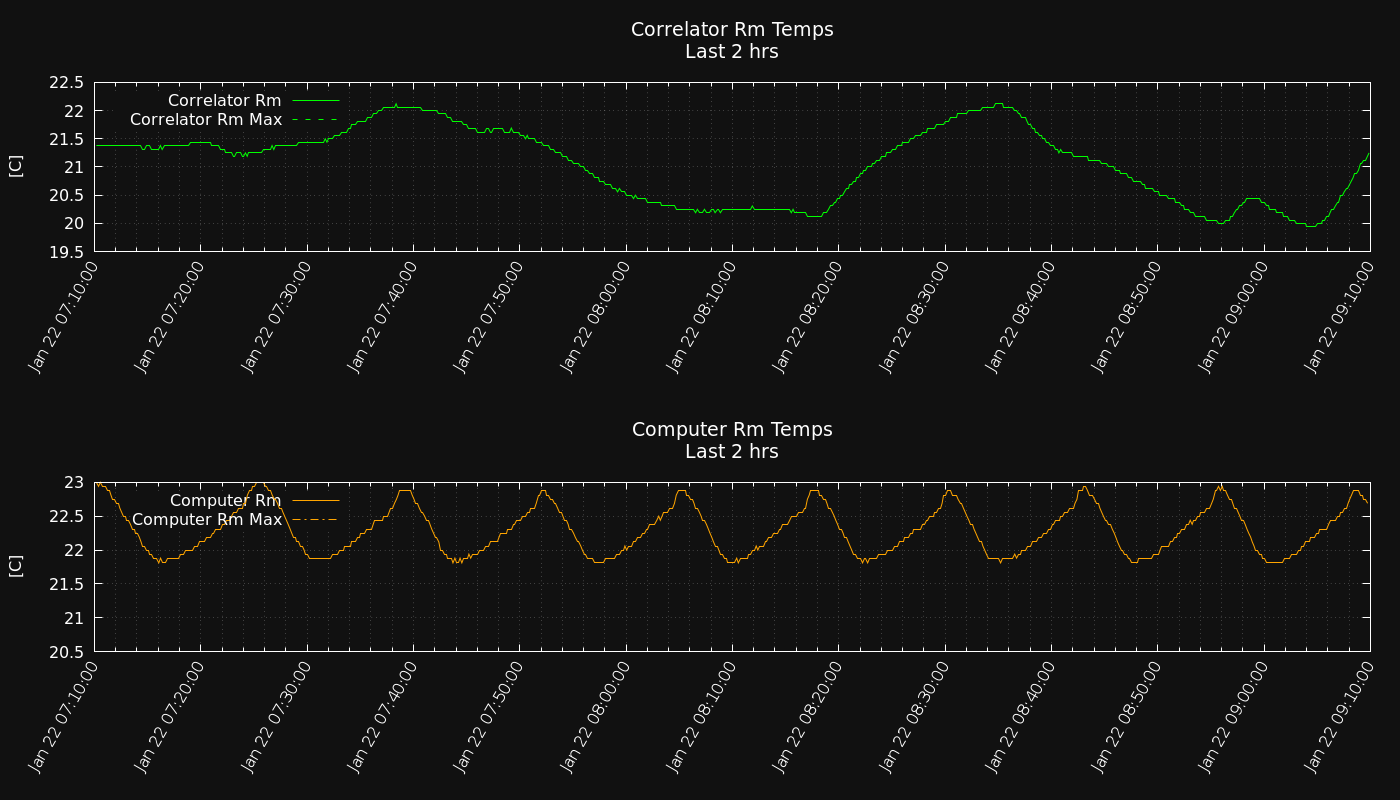 Correlator Rm Temps
Last 2 hrs
22.5
22
21.5
21
20.5
20
19.5
[C]
Correlator Rm
Correlator Rm Max
Jan 22 07:10:00
Jan 22 07:20:00
Jan 22 07:30:00
Jan 22 07:40:00
Jan 22 07:50:00
Jan 22 08:00:00
Jan 22 08:10:00
Jan 22 08:20:00
Jan 22 08:30:00
Jan 22 08:40:00
Jan 22 08:50:00
Jan 22 09:00:00
Jan 22 09:10:00
Computer Rm Temps
Last 2 hrs
23
22.5
22
21.5
21
20.5
[C]
Computer Rm
Computer Rm Max
Jan 22 07:10:00
Jan 22 07:20:00
Jan 22 07:30:00
Jan 22 07:40:00
Jan 22 07:50:00
Jan 22 08:00:00
Jan 22 08:10:00
Jan 22 08:20:00
Jan 22 08:30:00
Jan 22 08:40:00
Jan 22 08:50:00
Jan 22 09:00:00
Jan 22 09:10:00